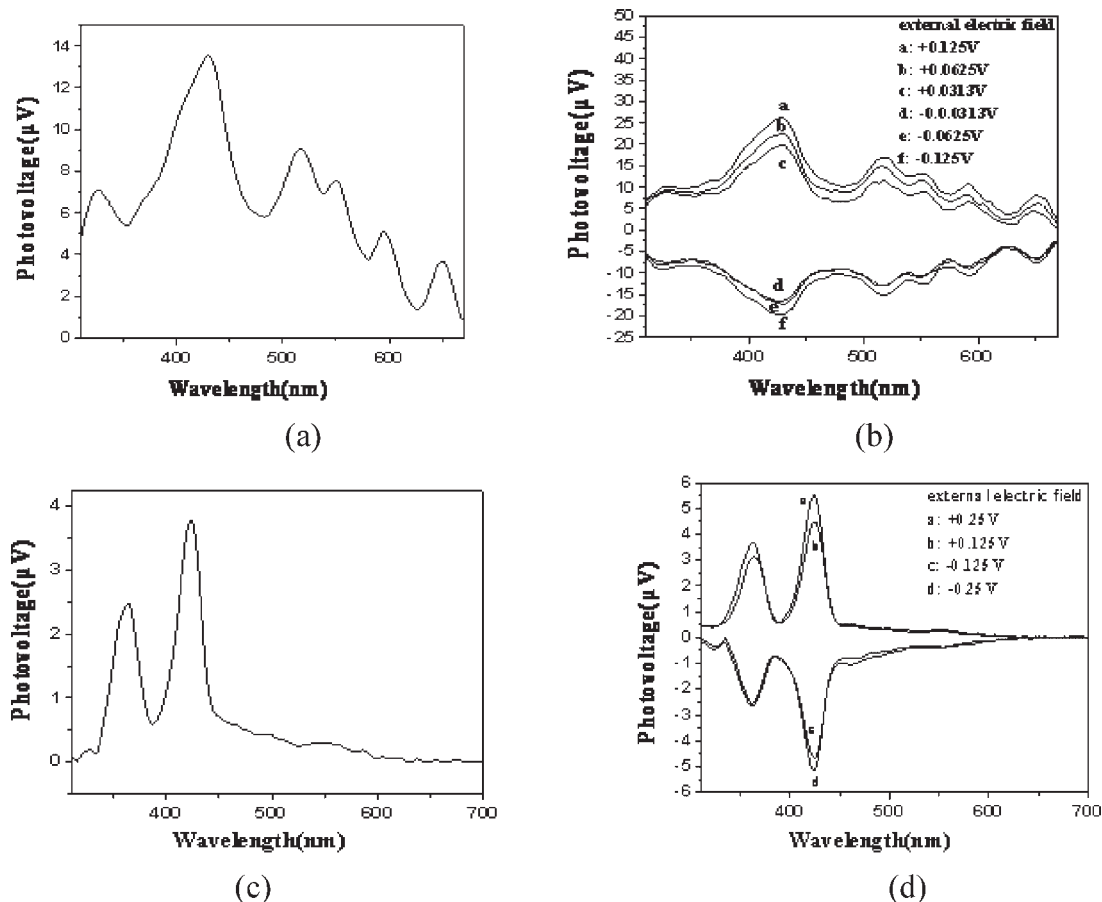 Photovoltage(μV)
14
12
10
8
6
4
2
0
400
500
600
Wavelength(nm)
(a)
Photovoltage(μV)
50
45
40
35
30
25
20
15
10
5
0
-5
-10
-15
-20
-25
external electric field
a: +0.125V
b: +0.0625V
c: +0.0313V
d: -0.0.0313V
e: -0.0625V
f: -0.125V
a
b
c
d
e
f
400
500
600
Wavelength(nm)
(b)
Photovoltage(μV)
4
3
2
1
0
400
500
600
700
Wavelength(nm)
(c)
Photovoltage(μV)
6
5
4
3
2
1
0
-1
-2
-3
-4
-5
-6
external electric field
a: +0.25 V
b: +0.125V
c: -0.125V
d: -0.25V
a
b
c
d
400
500
600
700
Wavelength(nm)
(d)